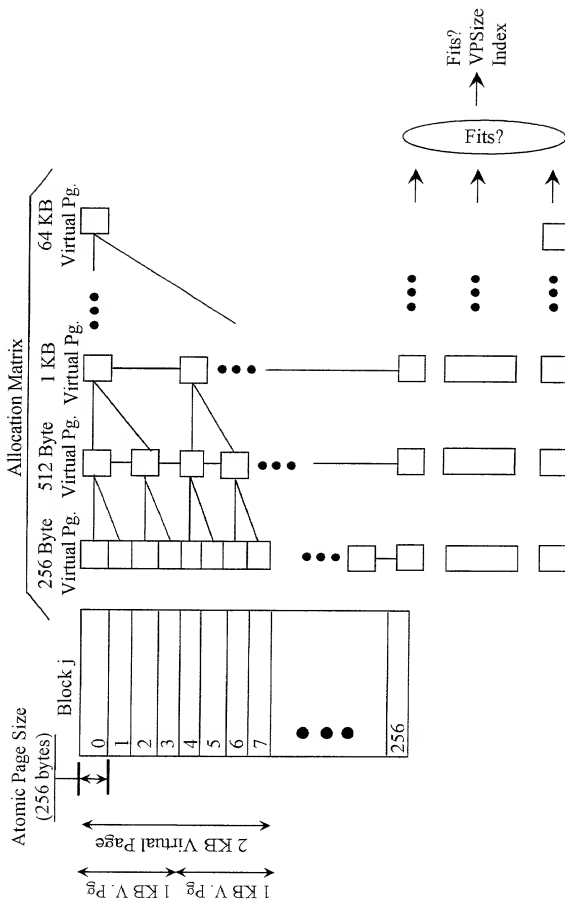 Allocation Matrix
Atomic Page Size
(256 bytes)
Block j
256 Byte
Virtual Pg.
512 Byte
Virtual Pg.
1 KB
Virtual Pg.
64 KB
Virtual Pg.
0
1
2
3
4
5
6
7
256
2 KB Virtual Page
1 KB V. Pg
1 KB V. Pg
Fits?
Fits?
VPSize
Index